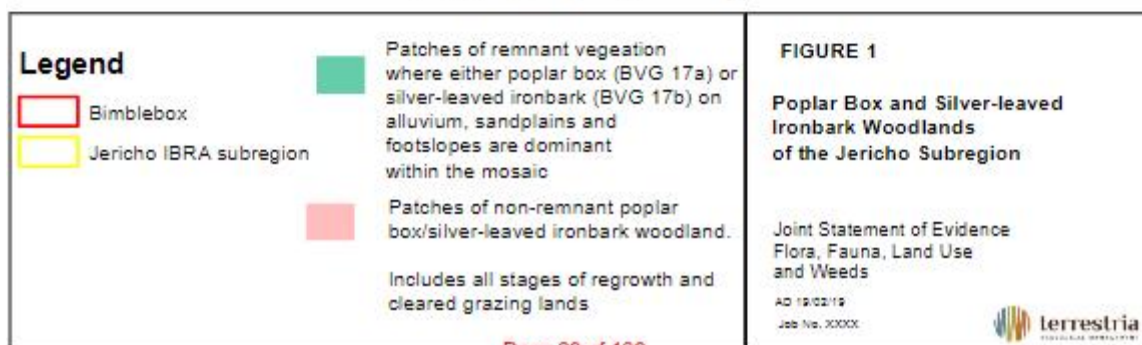 Legend
Bimblebox
Jericho IBRA subregion
Patches of remnant vegeation
where either poplar box (BVG 17a) or
silver-leaved ironbark (BVG 17b) on
alluvium, sandplains and
footslopes are dominant
within the mosaic
Patches of non-remnant poplar
box/silver-leaved ironbark woodland.
Includes all stages of regrowth and
cleared grazing lands
FIGURE 1
Poplar Box and Silver-leaved
Ironbark Woodlands
of the Jericho Subregion
Joint Statement of Evidence
Flora, Fauna, Land Use
and Weeds
AD 19/02/19
Job No. XXXX
terrestria